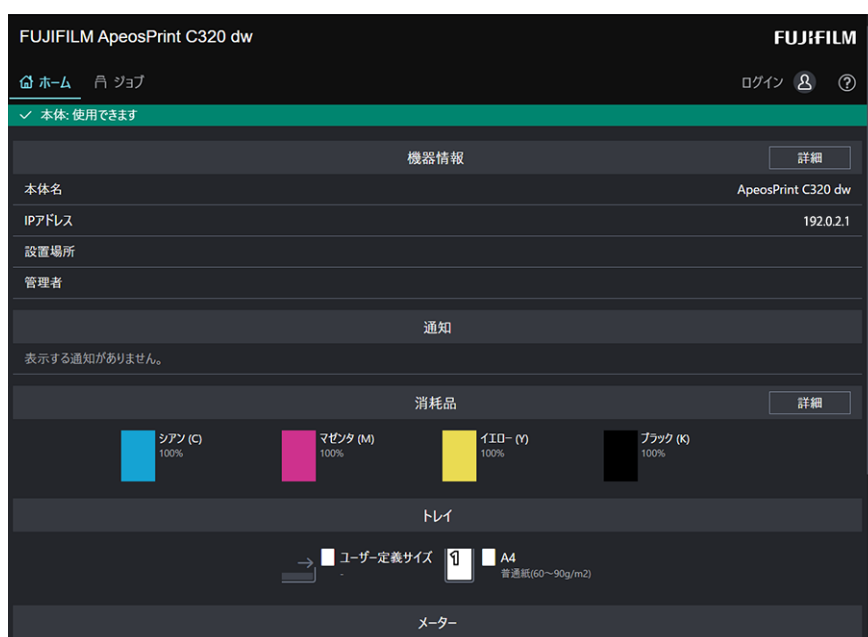 FUJIFILM ApeosPrint C320 dw
FUJIFILM
ホーム ジョブ ログイン ?
本体: 使用できます
機器情報 詳細
本体名 ApeosPrint C320 dw
IPアドレス 192.0.2.1
設置場所
管理者
通知
表示する通知がありません。
消耗品 詳細
シアン (C) マゼンタ (M) イエロー (Y) ブラック (K)
100% 100% 100% 100%
トレイ
ユーザー定義サイズ 1 A4
- 普通紙(60～90g/m2)
メーター